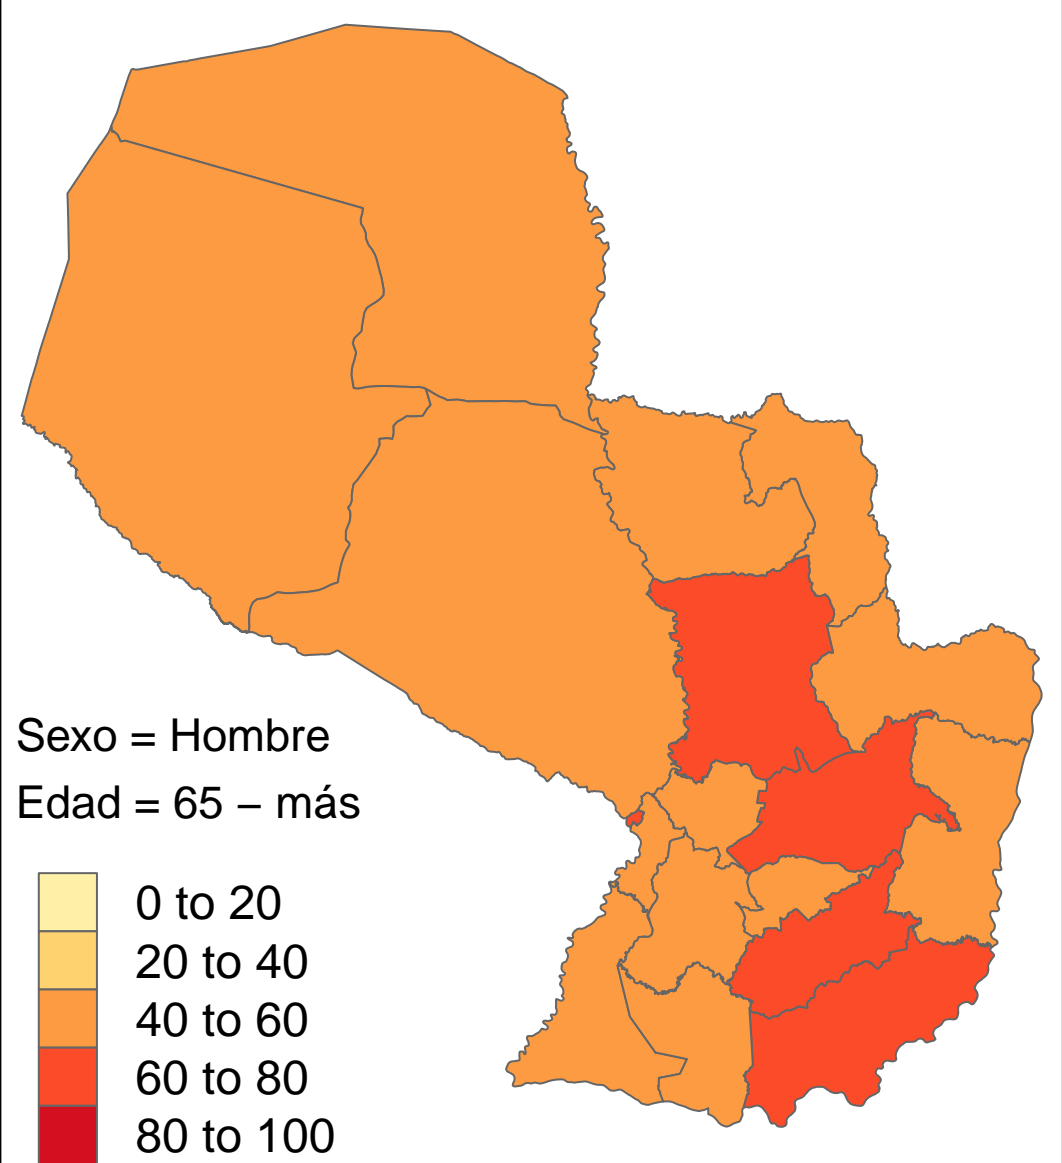 Sexo = Hombre
Edad = 65 – más
0 to 20
20 to 40
40 to 60
60 to 80
80 to 100